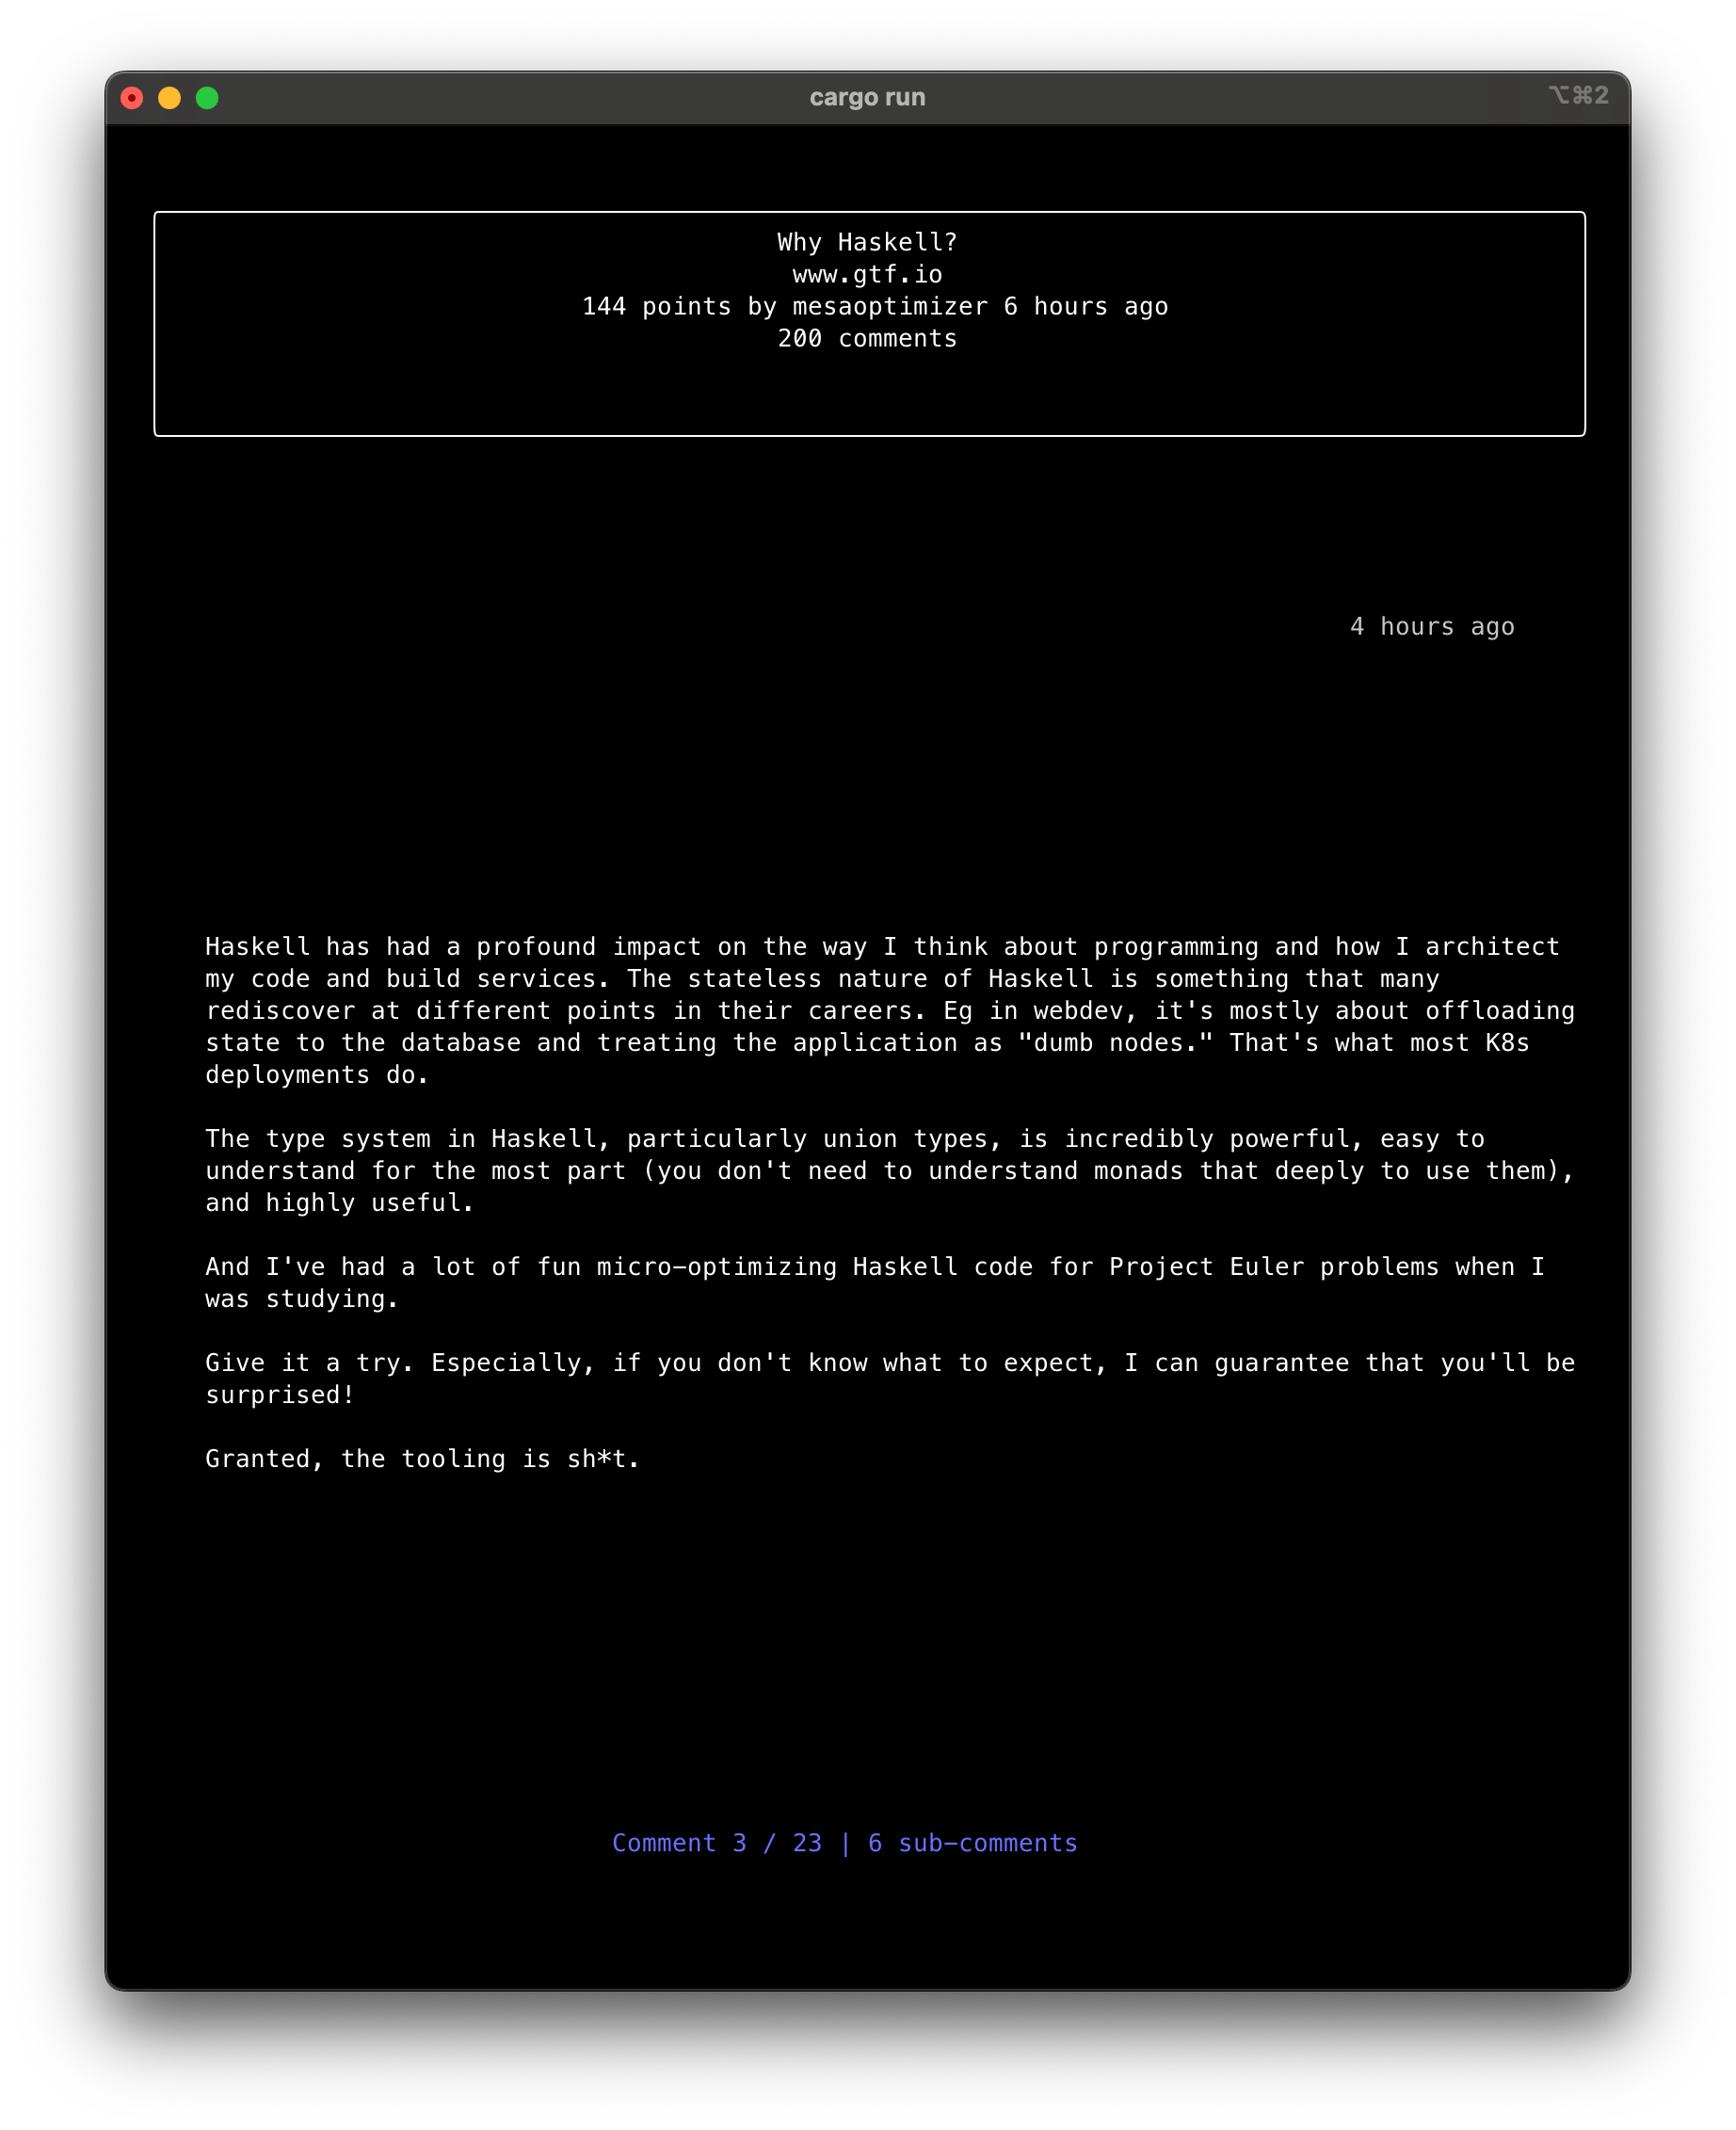 cargo run
⌥⌘2
Why Haskell?
www.gtf.io
144 points by mesaoptimizer 6 hours ago
200 comments
4 hours ago
Haskell has had a profound impact on the way I think about programming and how I architect
my code and build services. The stateless nature of Haskell is something that many
rediscover at different points in their careers. Eg in webdev, it's mostly about offloading
state to the database and treating the application as "dumb nodes." That's what most K8s
deployments do.
The type system in Haskell, particularly union types, is incredibly powerful, easy to
understand for the most part (you don't need to understand monads that deeply to use them),
and highly useful.
And I've had a lot of fun micro-optimizing Haskell code for Project Euler problems when I
was studying.
Give it a try. Especially, if you don't know what to expect, I can guarantee that you'll be
surprised!
Granted, the tooling is sh*t.
Comment 3 / 23 | 6 sub-comments